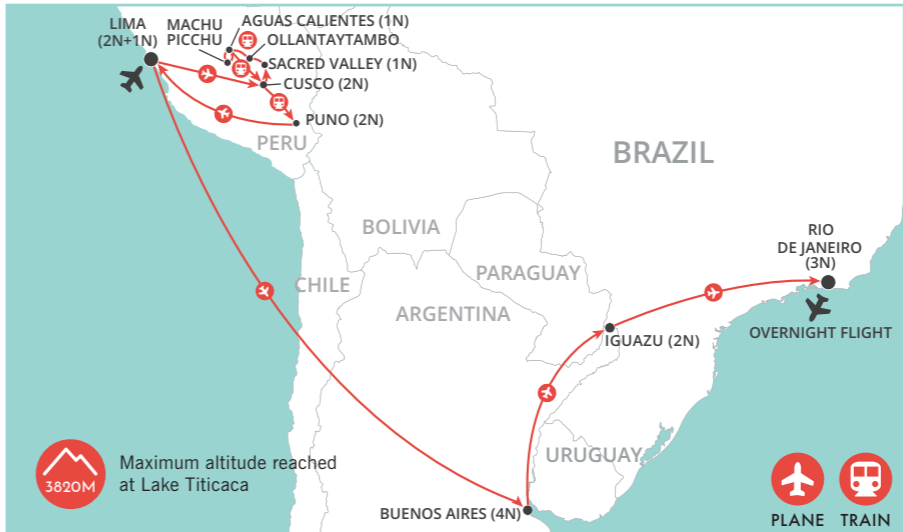 LIMA
(2N+1N)
MACHU
PICCHU
AGUAS CALIENTES (1N)
OLLANTAYTAMBO
SACRED VALLEY (1N)
CUSCO (2N)
PUNO (2N)
PERU
BRAZIL
BOLIVIA
PARAGUAY
CHILE
ARGENTINA
RIO
DE JANEIRO
(3N)
OVERNIGHT FLIGHT
IGUAZU (2N)
URUGUAY
BUENOS AIRES (4N)
3820M
Maximum altitude reached
at Lake Titicaca
PLANE
TRAIN